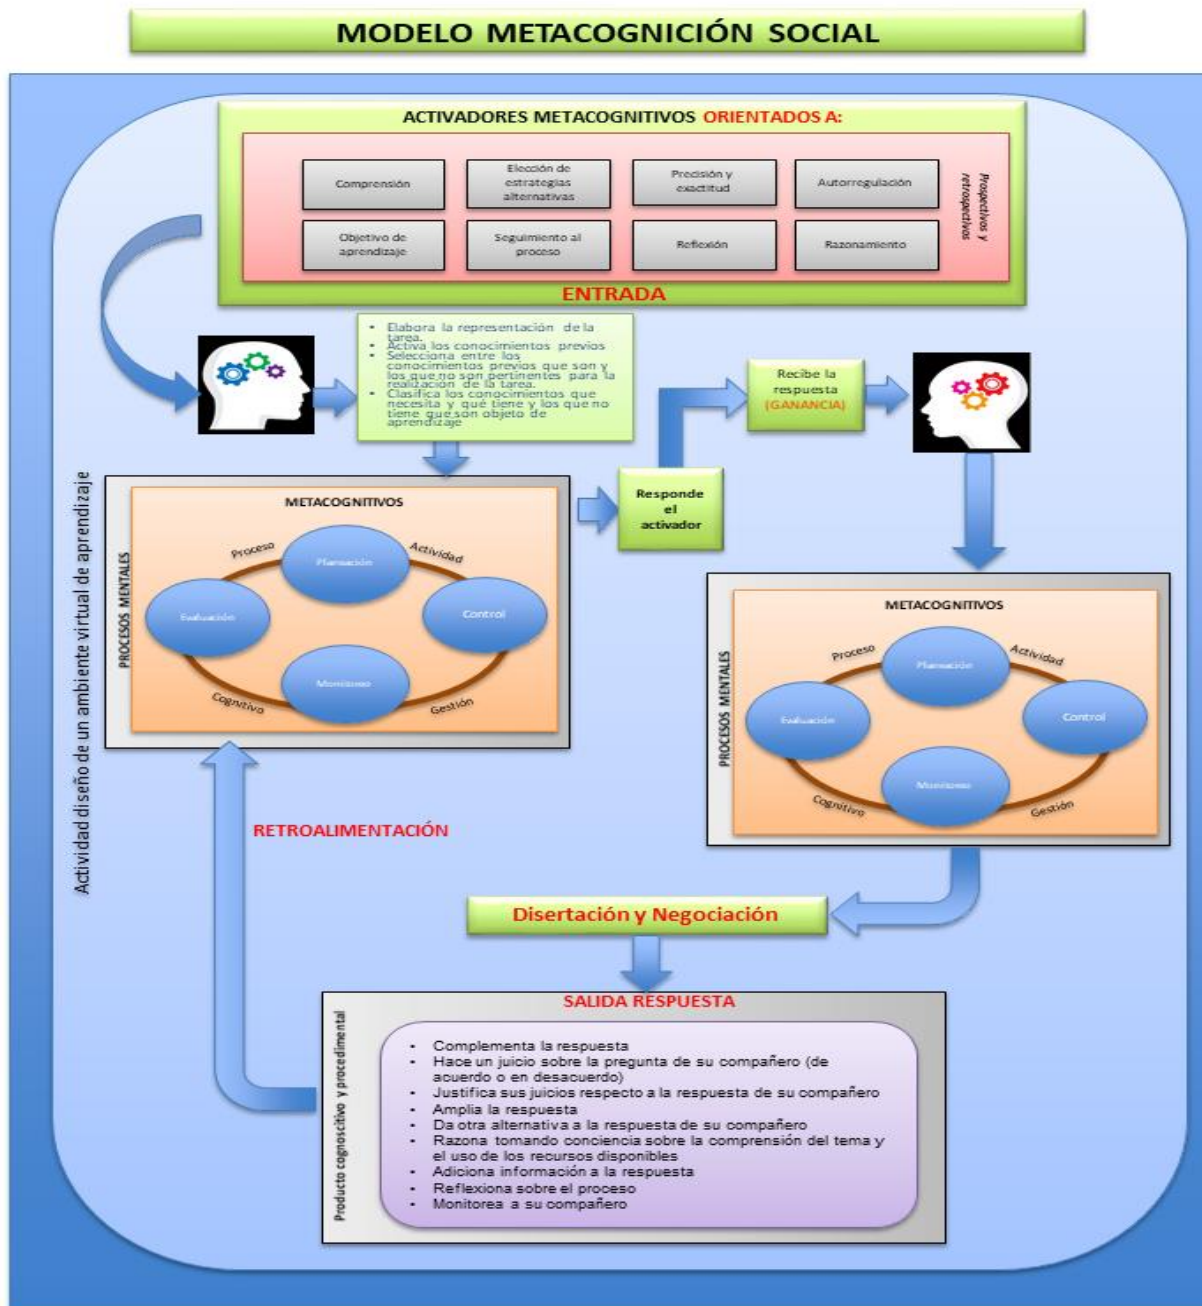 MODELO METACOGNICIÓN SOCIAL
ACTIVADORES METACOGNITIVOS ORIENTADOS A:
Comprensión
Elección de
estrategias
alternativas
Precisión y
exactitud
Autorregulación
Objetivo de
aprendizaje
Seguimiento al
proceso
Reflexión
Razonamiento
Prospectivos y
retrospectivos
ENTRADA
• Elabora la representación de la
tarea.
• Activa los conocimientos previos
• Selecciona entre los
conocimientos previos que son y
los que no son pertinentes para la
realización de la tarea.
• Clasifica los conocimientos que
necesita y qué tiene y los que no
tiene que son objeto de
aprendizaje
Recibe la
respuesta
(GANANCIA)
Responde
el
activador
Actividad diseño de un ambiente virtual de aprendizaje
PROCESOS MENTALES
METACOGNITIVOS
Proceso
Planeación
Actividad
Evaluación
Control
Cognitivo
Monitoreo
Gestión
PROCESOS MENTALES
METACOGNITIVOS
Proceso
Planeación
Actividad
Evaluación
Control
Cognitivo
Monitoreo
Gestión
RETROALIMENTACIÓN
Disertación y Negociación
SALIDA RESPUESTA
Producto cognoscitivo y procedimental
• Complementa la respuesta
• Hace un juicio sobre la pregunta de su compañero (de
acuerdo o en desacuerdo)
• Justifica sus juicios respecto a la respuesta de su compañero
• Amplia la respuesta
• Da otra alternativa a la respuesta de su compañero
• Razona tomando conciencia sobre la comprensión del tema y
el uso de los recursos disponibles
• Adiciona información a la respuesta
• Reflexiona sobre el proceso
• Monitorea a su compañero